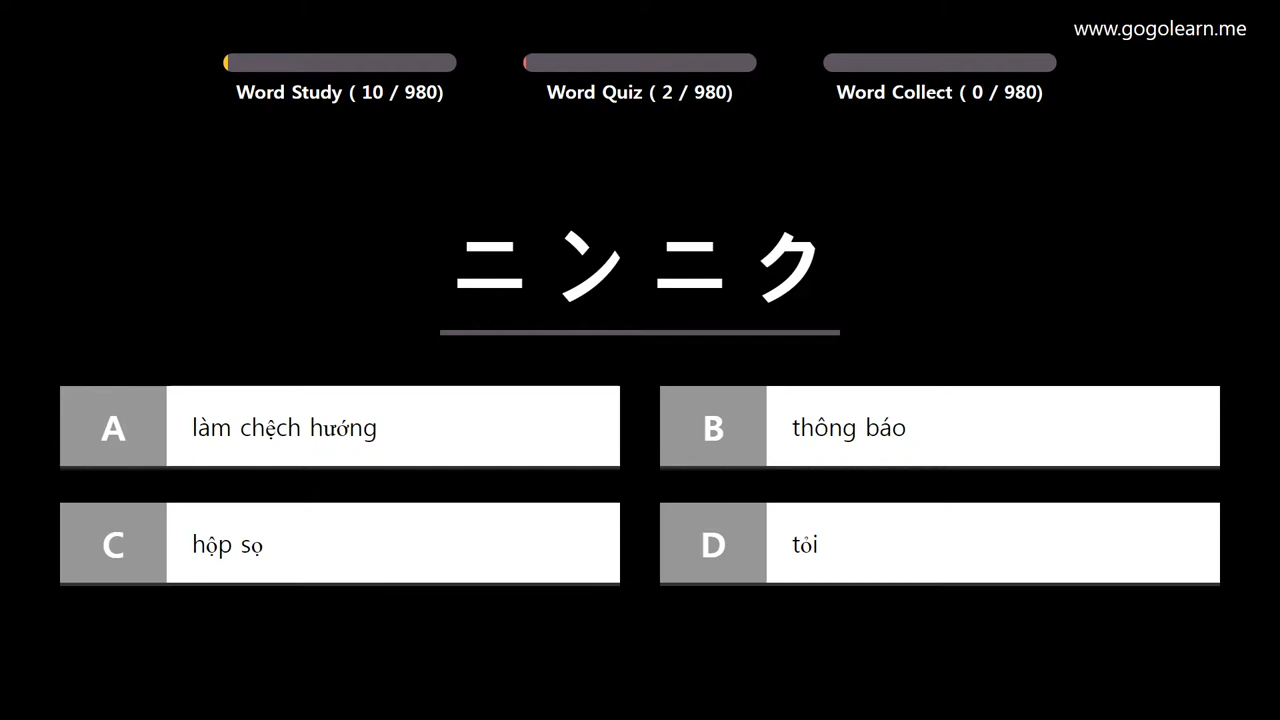 www.gogolearn.me
Word Study ( 10 / 980)
Word Quiz ( 2 / 980)
Word Collect ( 0 / 980)
ニンニク
A làm chệch hướng
B thông báo
C hộp sọ
D tỏi